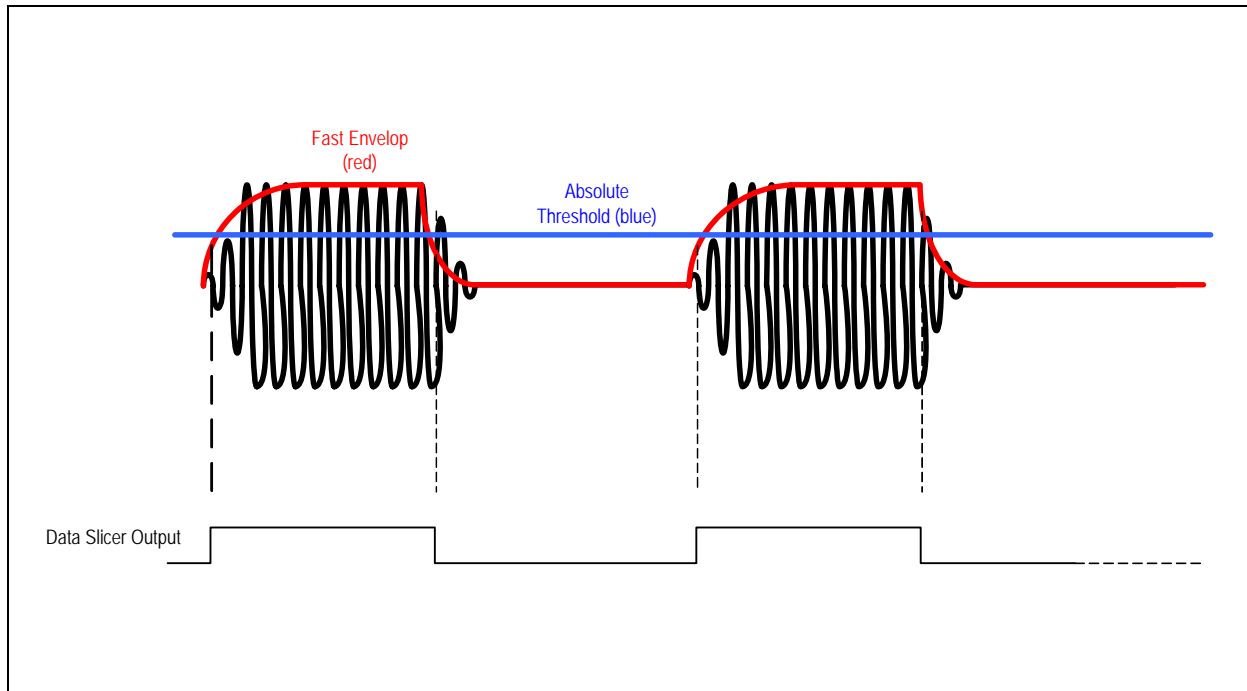 Fast Envelop
(red)
Absolute
Threshold (blue)
Data Slicer Output